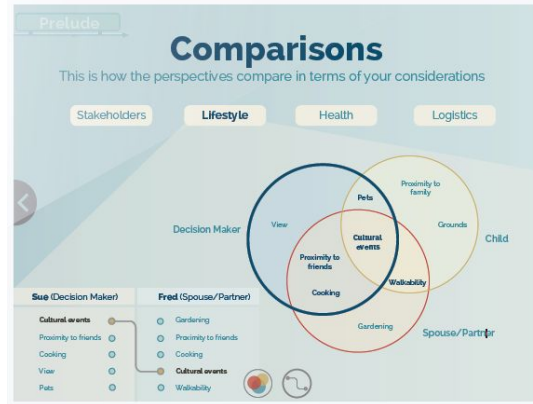 Prelude
Comparisons
This is how the perspectives compare in terms of your considerations
Stakeholders
Lifestyle
Health
Logistics
Pets
Proximity to
family
Decision Maker
View
Grounds
Cultural
events
Child
Proximity to
friends
Cooking
Walkability
Gardening
Spouse/Partner
Sue (Decision Maker)
Fred (Spouse/Partner)
Cultural events
Gardening
Proximity to friends
Proximity to friends
Cooking
Cooking
View
Cultural events
Pets
Walkability